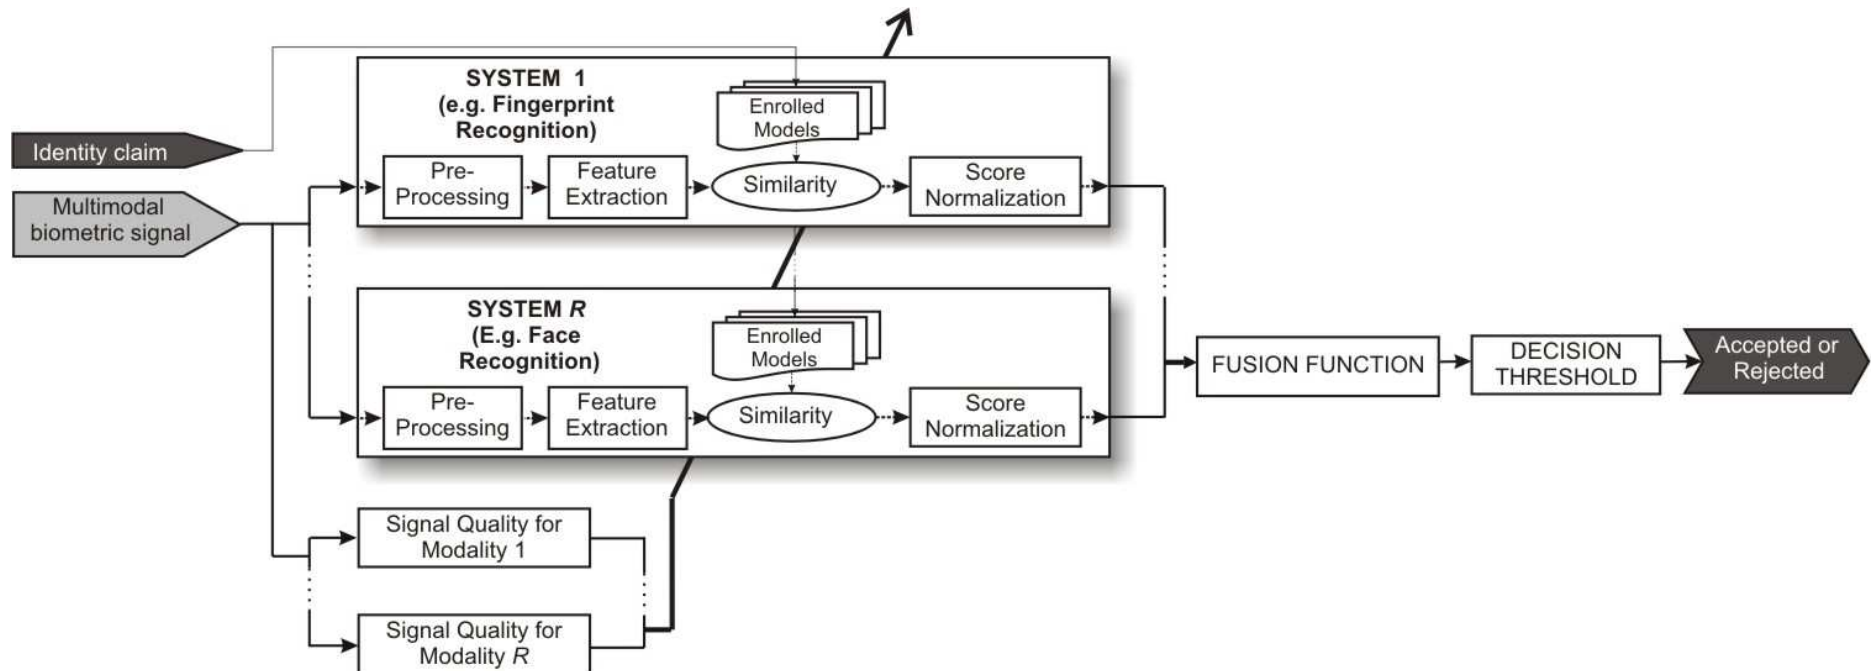 SYSTEM 1
(e.g. Fingerprint
Recognition)
Enrolled
Models
Identity claim
Pre-
Processing
Feature
Extraction
Similarity
Score
Normalization
Multimodal
biometric signal
SYSTEM R
(E.g. Face
Recognition)
Enrolled
Models
Pre-
Processing
Feature
Extraction
Similarity
Score
Normalization
FUSION FUNCTION
DECISION
THRESHOLD
Accepted or
Rejected
Signal Quality for
Modality 1
Signal Quality for
Modality R